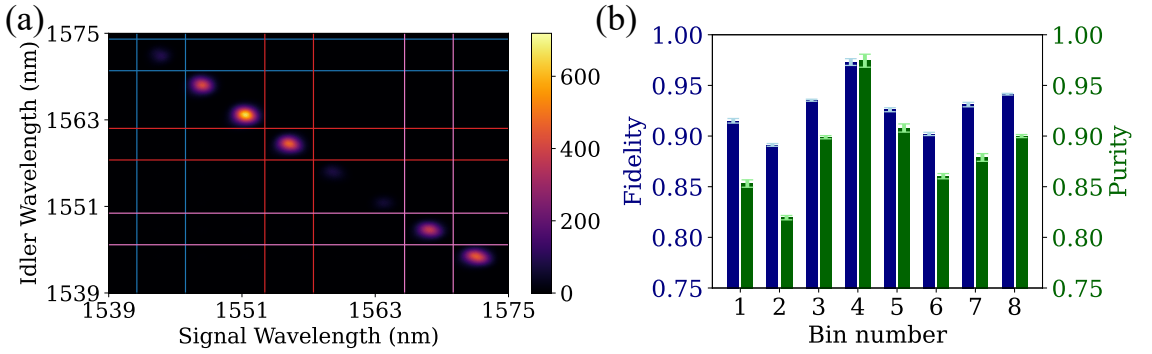 (a)
Idler Wavelength (nm)
1575
1563
1551
1539
1539 1551 1563 1575
Signal Wavelength (nm)
600
400
200
0
(b)
Fidelity
1.00
0.95
0.90
0.85
0.80
0.75
1 2 3 4 5 6 7 8
Bin number
1.00
0.95
0.90
0.85
0.80
0.75
Purity